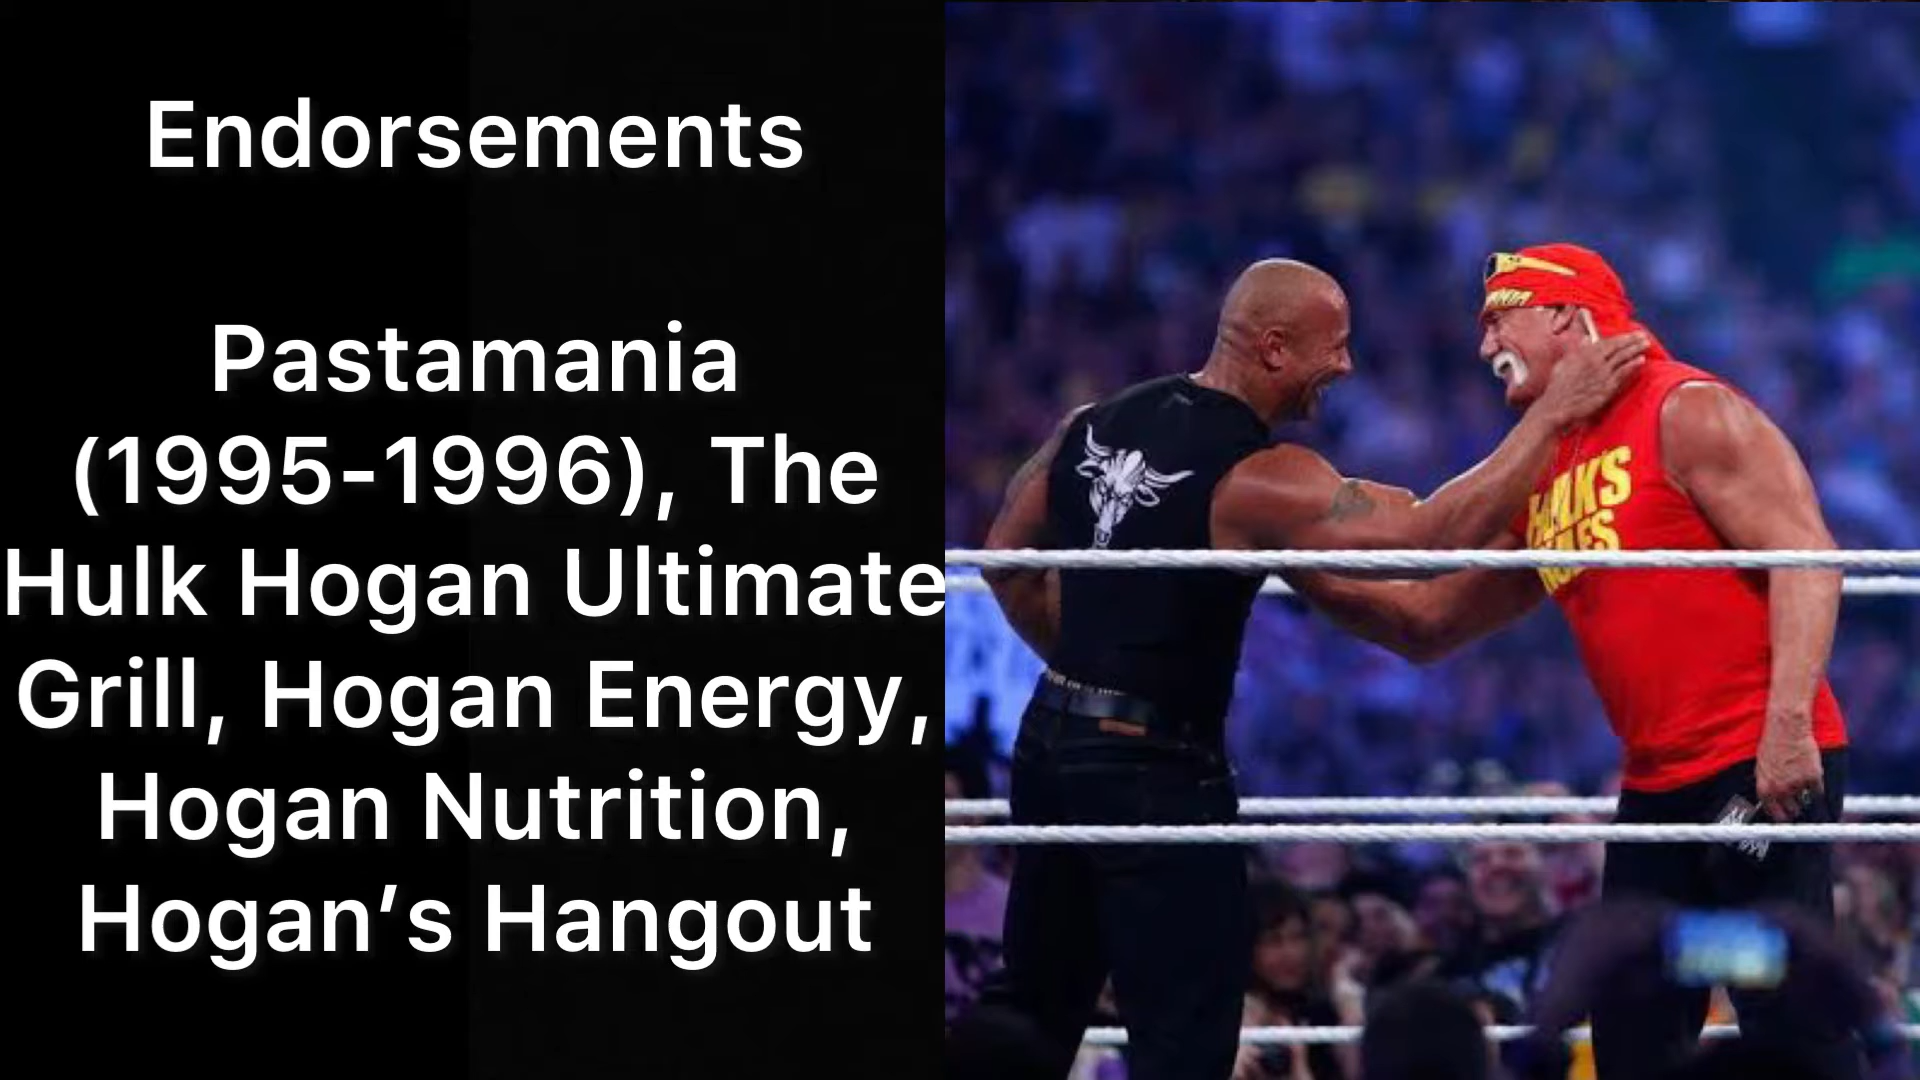 Endorsements
Pastamania
(1995-1996), The
Hulk Hogan Ultimate
Grill, Hogan Energy,
Hogan Nutrition,
Hogan’s Hangout